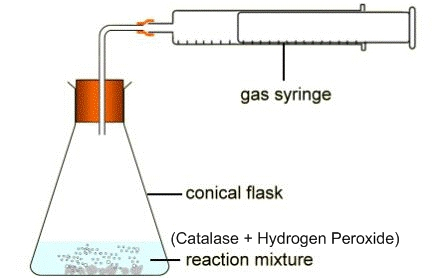 gas syringe
conical flask
(Catalase + Hydrogen Peroxide)
reaction mixture